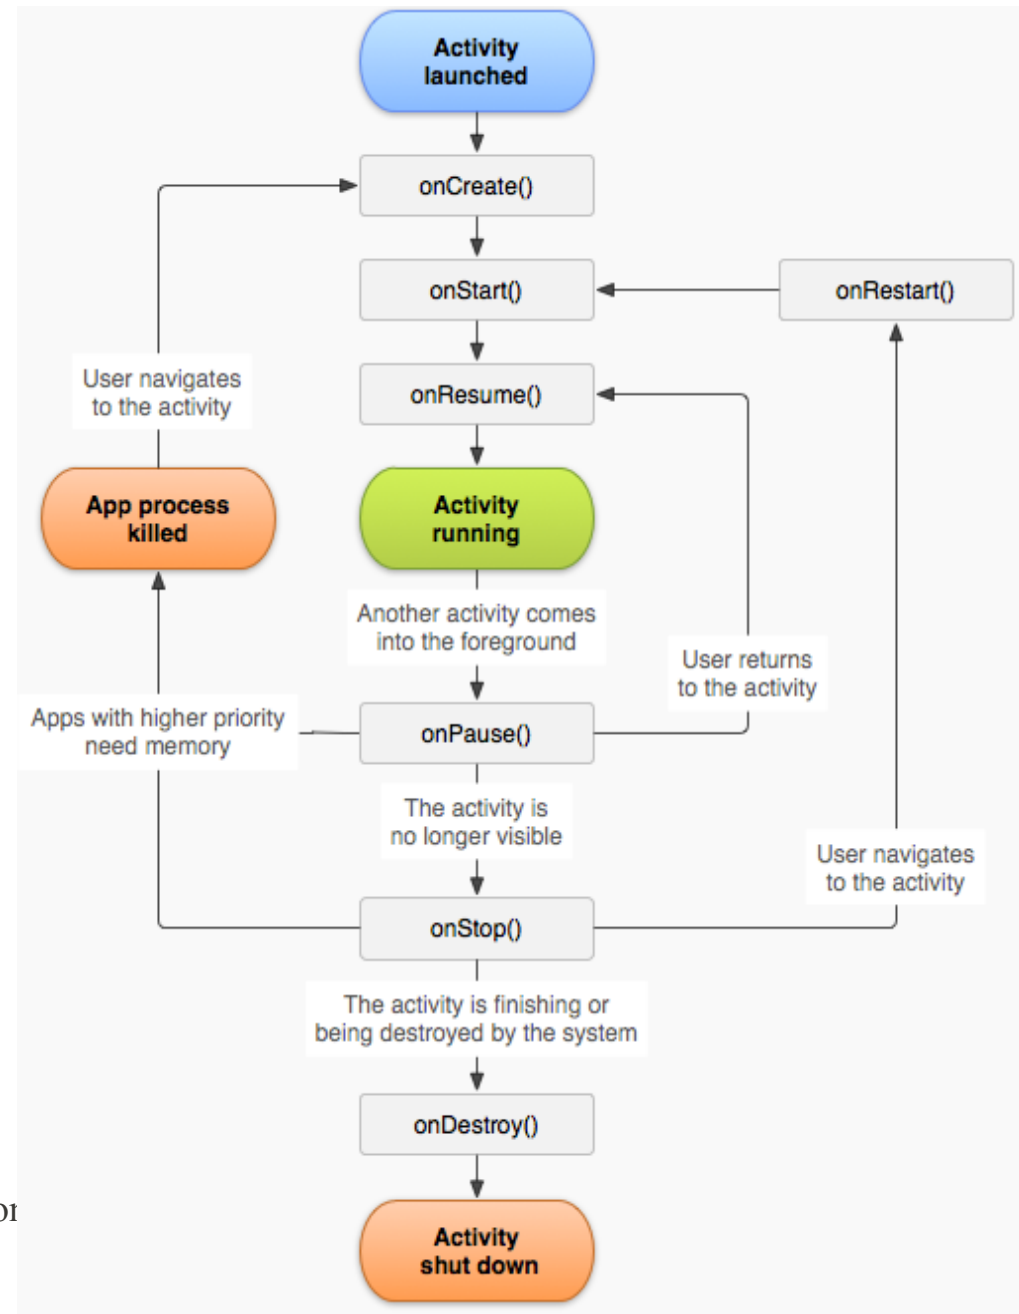 Activity
launched
onCreate()
onStart()
onRestart()
onResume()
User navigates
to the activity
App process
killed
Activity
running
Another activity comes
into the foreground
User returns
to the activity
Apps with higher priority
need memory
onPause()
The activity is
no longer visible
User navigates
to the activity
onStop()
The activity is finishing or
being destroyed by the system
onDestroy()
or
Activity
shut down